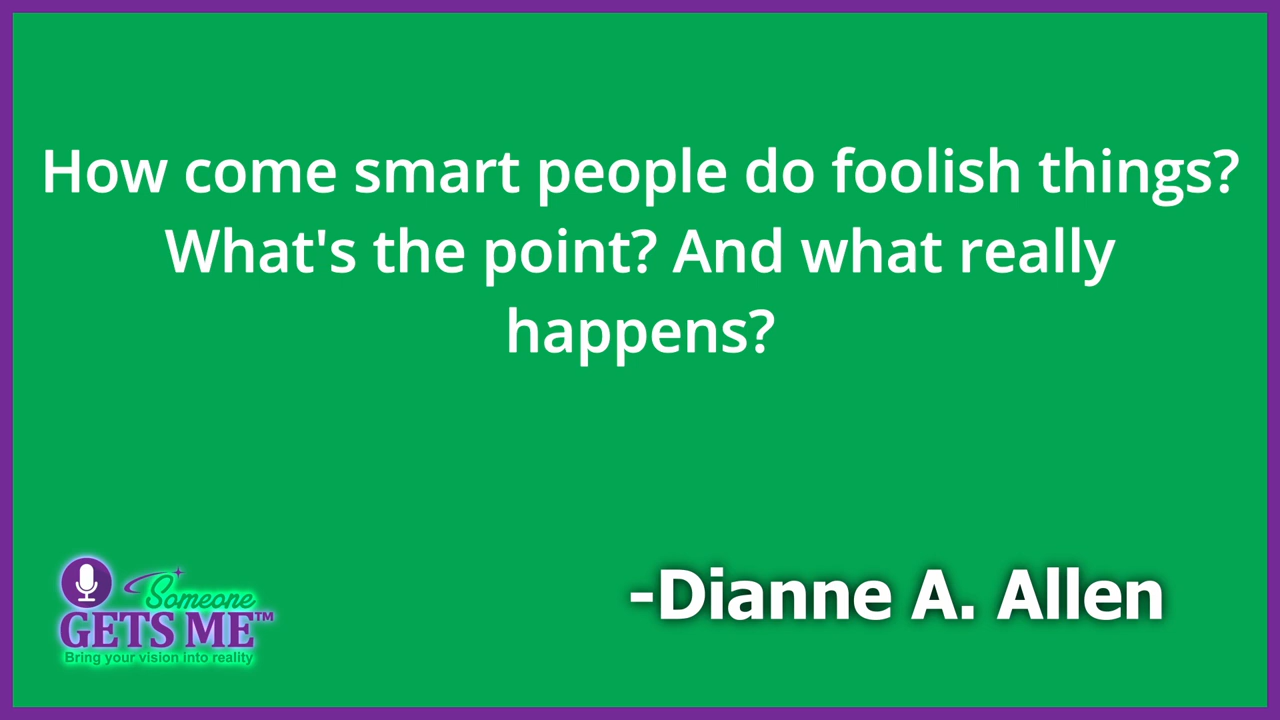 How come smart people do foolish things?
What's the point? And what really
happens?
-Dianne A. Allen
Someone
GETS ME™
Bring your vision into reality